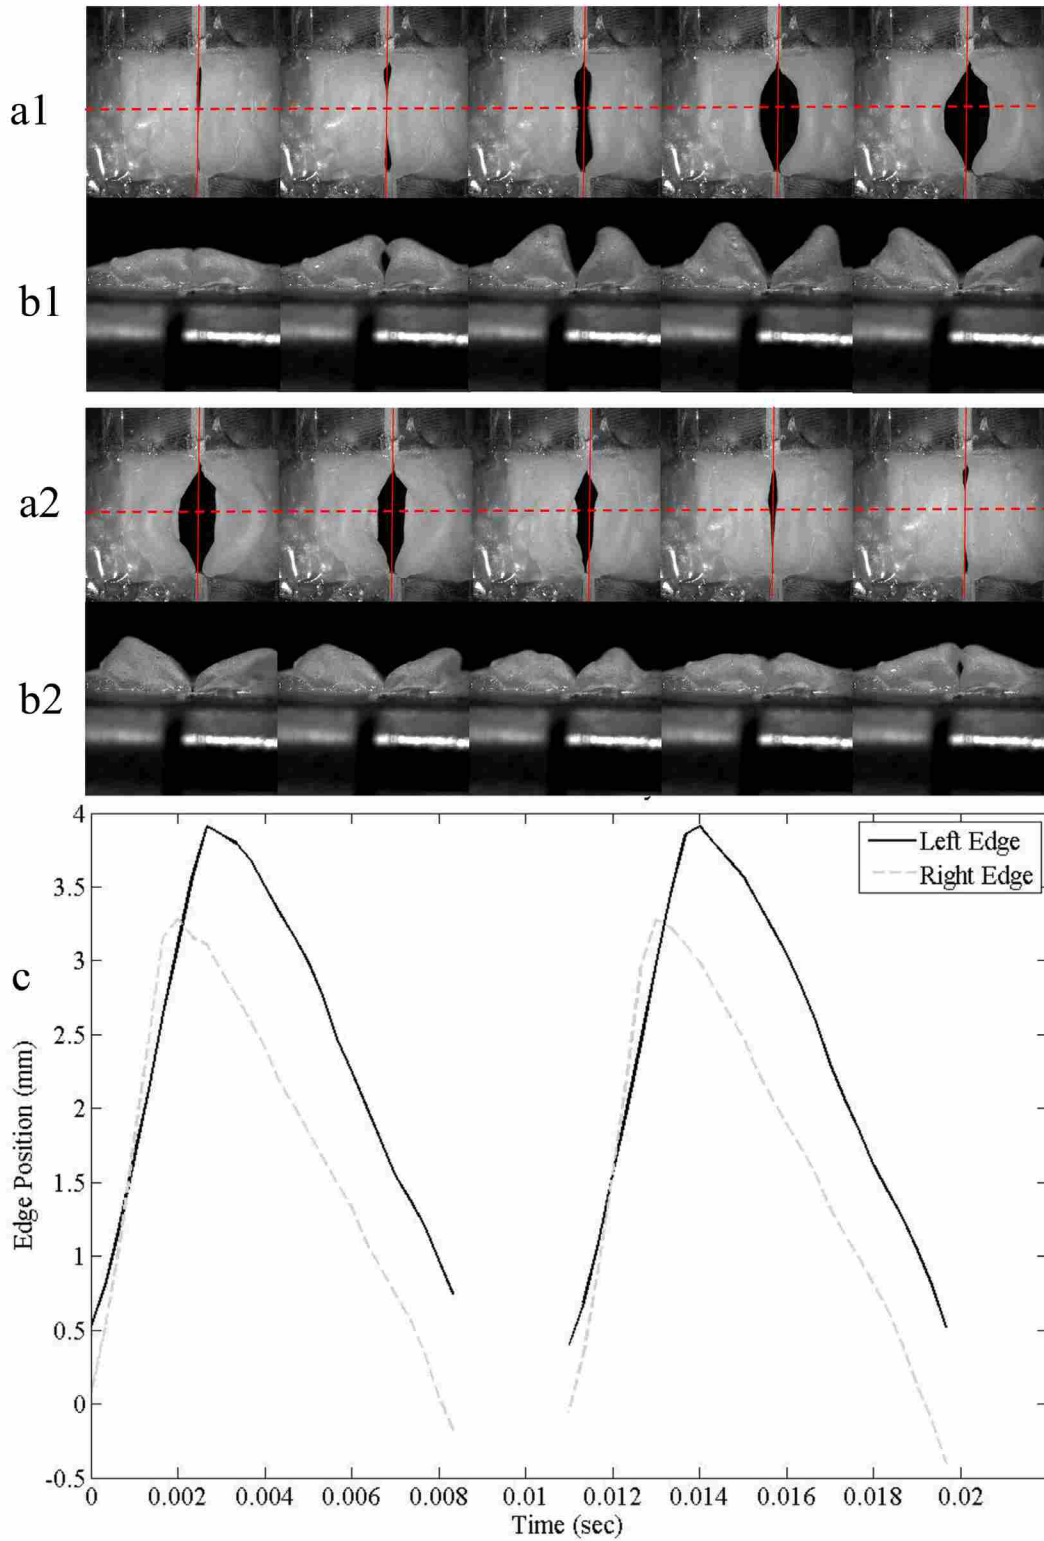 a1
b1
a2
b2
c
4
3.5
3
2.5
2
1.5
1
0.5
0
-0.5
Edge Position (mm)
Left Edge
Right Edge
0 0.002 0.004 0.006 0.008 0.01 0.012 0.014 0.016 0.018 0.02
Time (sec)